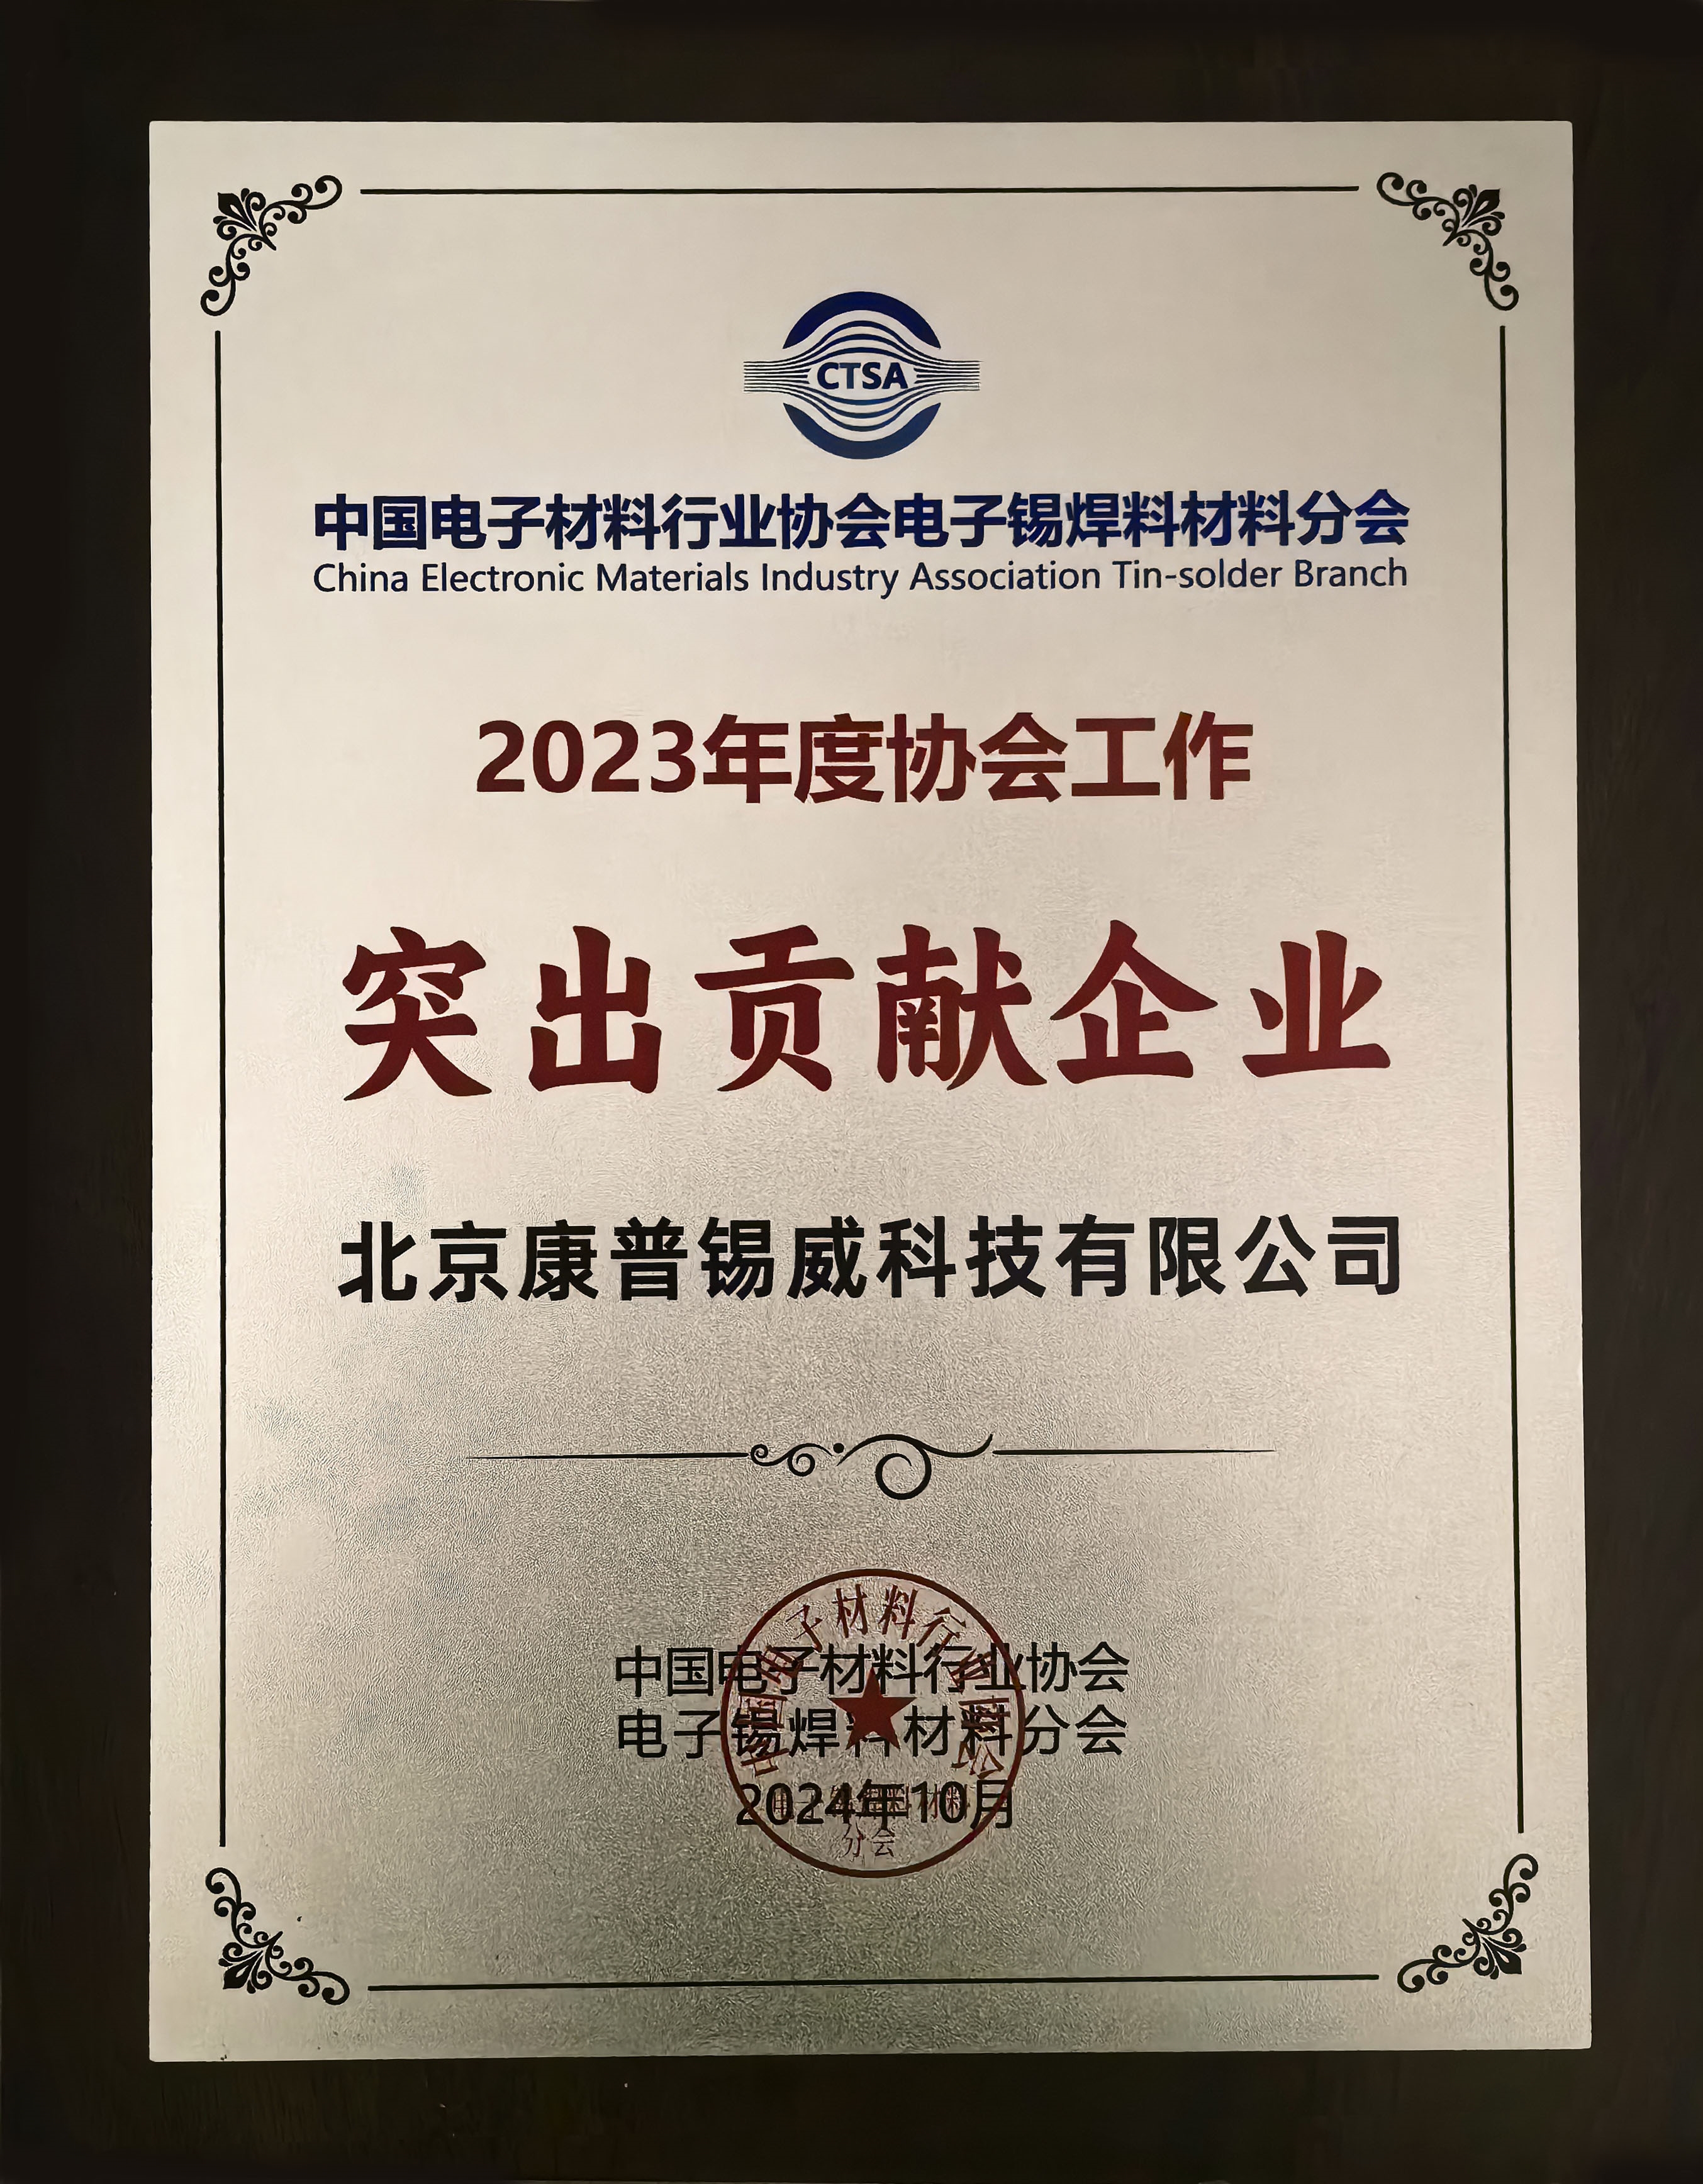 CTSA
中国电子材料行业协会电子锡焊料材料分会
China Electronic Materials Industry Association Tin-solder Branch
2023年度协会工作
突出贡献企业
北京康普锡威科技有限公司
中国电子材料行业协会
电子锡焊料材料分会
2024年10月
分会